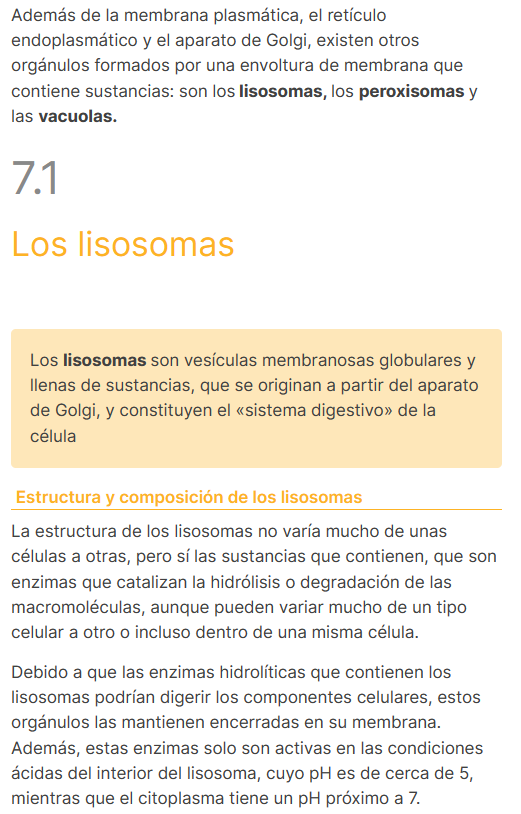 Además de la membrana plasmática, el retículo
endoplasmático y el aparato de Golgi, existen otros
orgánulos formados por una envoltura de membrana que
contiene sustancias: son los lisosomas, los peroxisomas y
las vacuolas.
7.1
Los lisosomas
Los lisosomas son vesículas membranosas globulares y
llenas de sustancias, que se originan a partir del aparato
de Golgi, y constituyen el «sistema digestivo» de la
célula
Estructura y composición de los lisosomas
La estructura de los lisosomas no varía mucho de unas
células a otras, pero sí las sustancias que contienen, que son
enzimas que catalizan la hidrólisis o degradación de las
macromoléculas, aunque pueden variar mucho de un tipo
celular a otro o incluso dentro de una misma célula.
Debido a que las enzimas hidrolíticas que contienen los
lisosomas podrían digerir los componentes celulares, estos
orgánulos las mantienen encerradas en su membrana.
Además, estas enzimas solo son activas en las condiciones
ácidas del interior del lisosoma, cuyo pH es de cerca de 5,
mientras que el citoplasma tiene un pH próximo a 7.